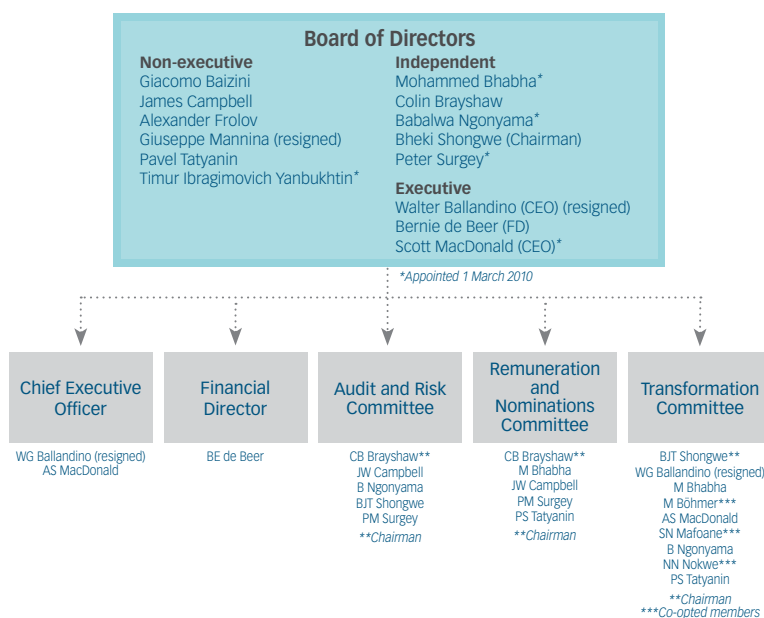 Board of Directors
Non-executive
Giacomo Baizini
James Campbell
Alexander Frolov
Giuseppe Mannina (resigned)
Pavel Tatyanin
Timur Ibragimovich Yanbukhtin*
Independent
Mohammed Bhabha*
Colin Brayshaw
Babalwa Ngonyama*
Bheki Shongwe (Chairman)
Peter Surgey*
Executive
Walter Ballandino (CEO) (resigned)
Bernie de Beer (FD)
Scott MacDonald (CEO)*
*Appointed 1 March 2010
Chief Executive
Officer
WG Ballandino (resigned)
AS MacDonald
Financial
Director
BE de Beer
Audit and Risk
Committee
CB Brayshaw**
JW Campbell
B Ngonyama
BJT Shongwe
PM Surgey
**Chairman
Remuneration
and
Nominations
Committee
CB Brayshaw**
M Bhabha
JW Campbell
PM Surgey
PS Tatyanin
**Chairman
Transformation
Committee
BJT Shongwe**
WG Ballandino (resigned)
M Bhabha
M Böhmer***
AS MacDonald
SN Mafoane***
B Ngonyama
NN Nokwe***
PS Tatyanin
**Chairman
***Co-opted members